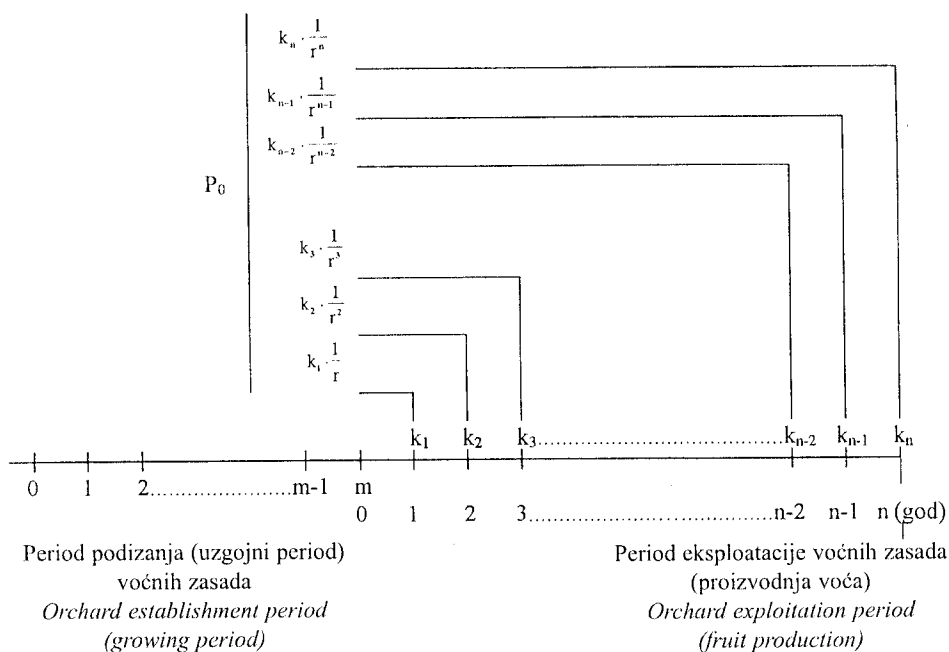 kₙ · 1/rⁿ
kₙ₋₁ · 1/rⁿ⁻¹
kₙ₋₂ · 1/rⁿ⁻²
P₀
k₃ · 1/r³
k₂ · 1/r²
k₁ · 1/r
k₁ k₂ k₃..............................kₙ₋₂ kₙ₋₁ kₙ
0 1 2..................m-1 m
0 1 2 3..............................n-2 n-1 n (god)
Period podizanja (uzgojni period)
voćnih zasada
Orchard establishment period
(growing period)
Period eksploatacije voćnih zasada
(proizvodnja voća)
Orchard exploitation period
(fruit production)